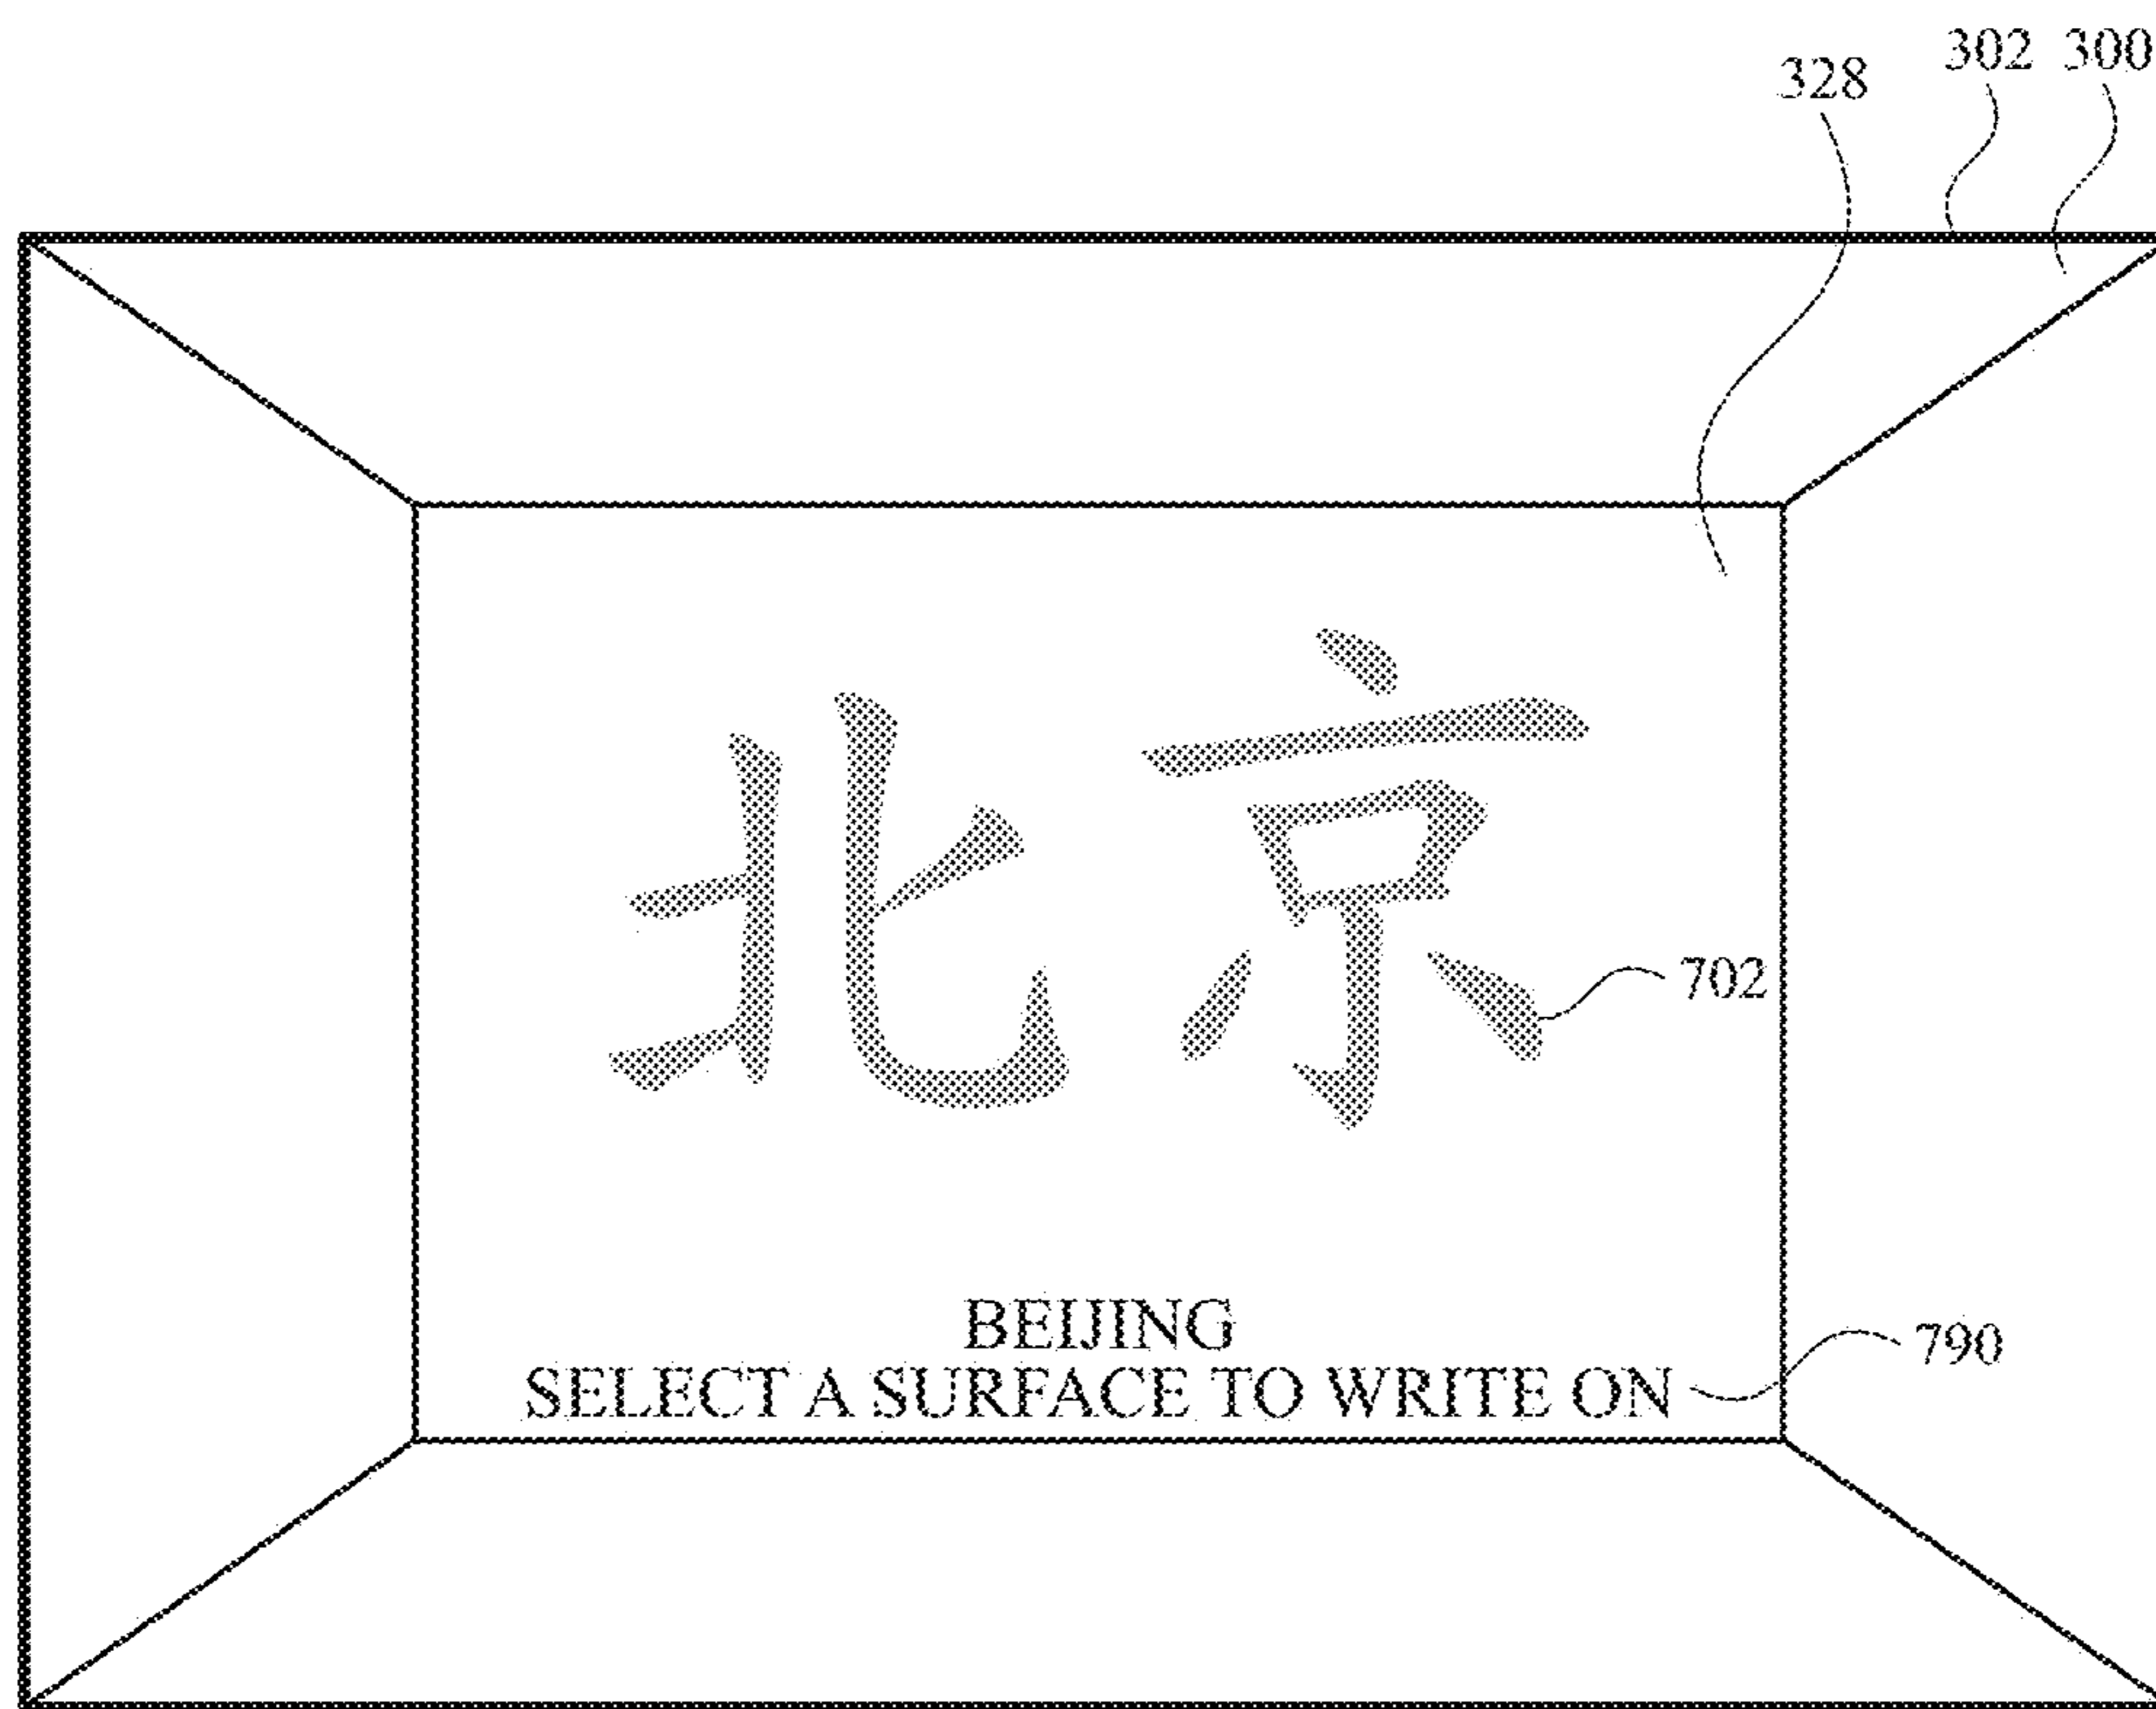 302 300
328
北京
702
BEIJING
790
SELECT A SURFACE TO WRITE ON